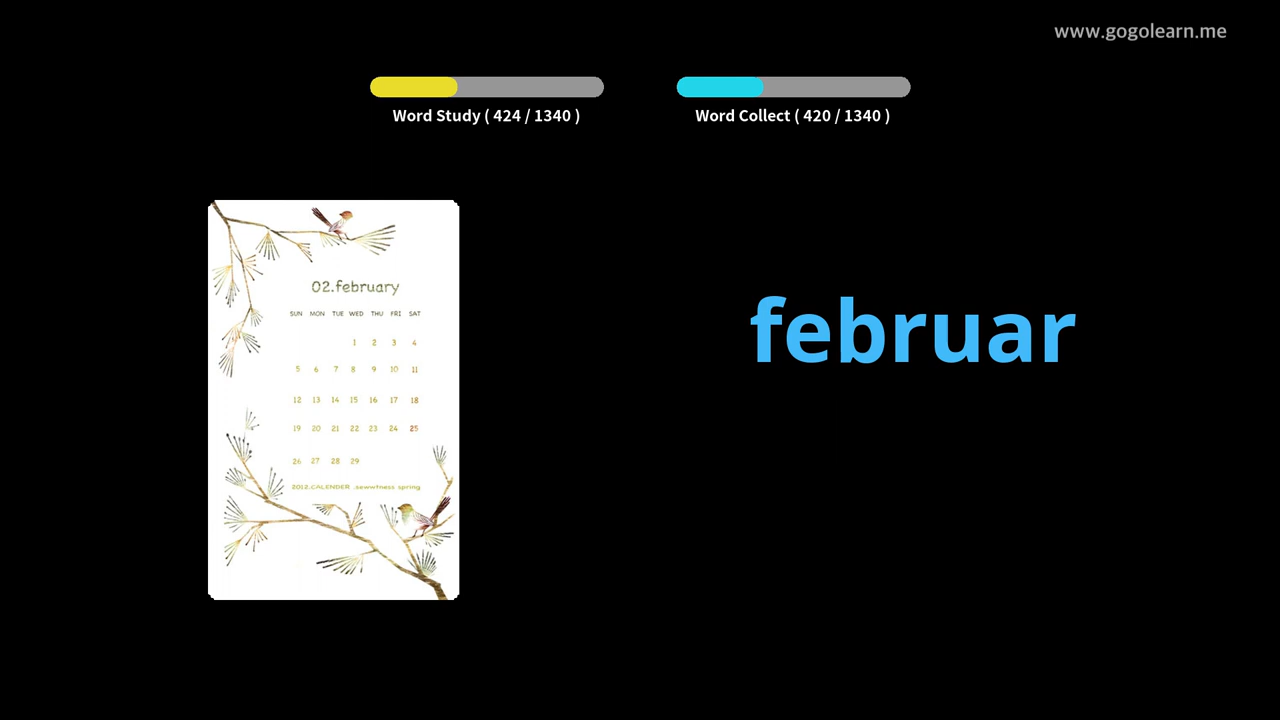 www.gogolearn.me
Word Study ( 424 / 1340 )
Word Collect ( 420 / 1340 )
02.february
SUN MON TUE WED THU FRI SAT
1 2 3 4
5 6 7 8 9 10 11
12 13 14 15 16 17 18
19 20 21 22 23 24 25
26 27 28 29
2012.CALENDER .sewwtness spring
februar